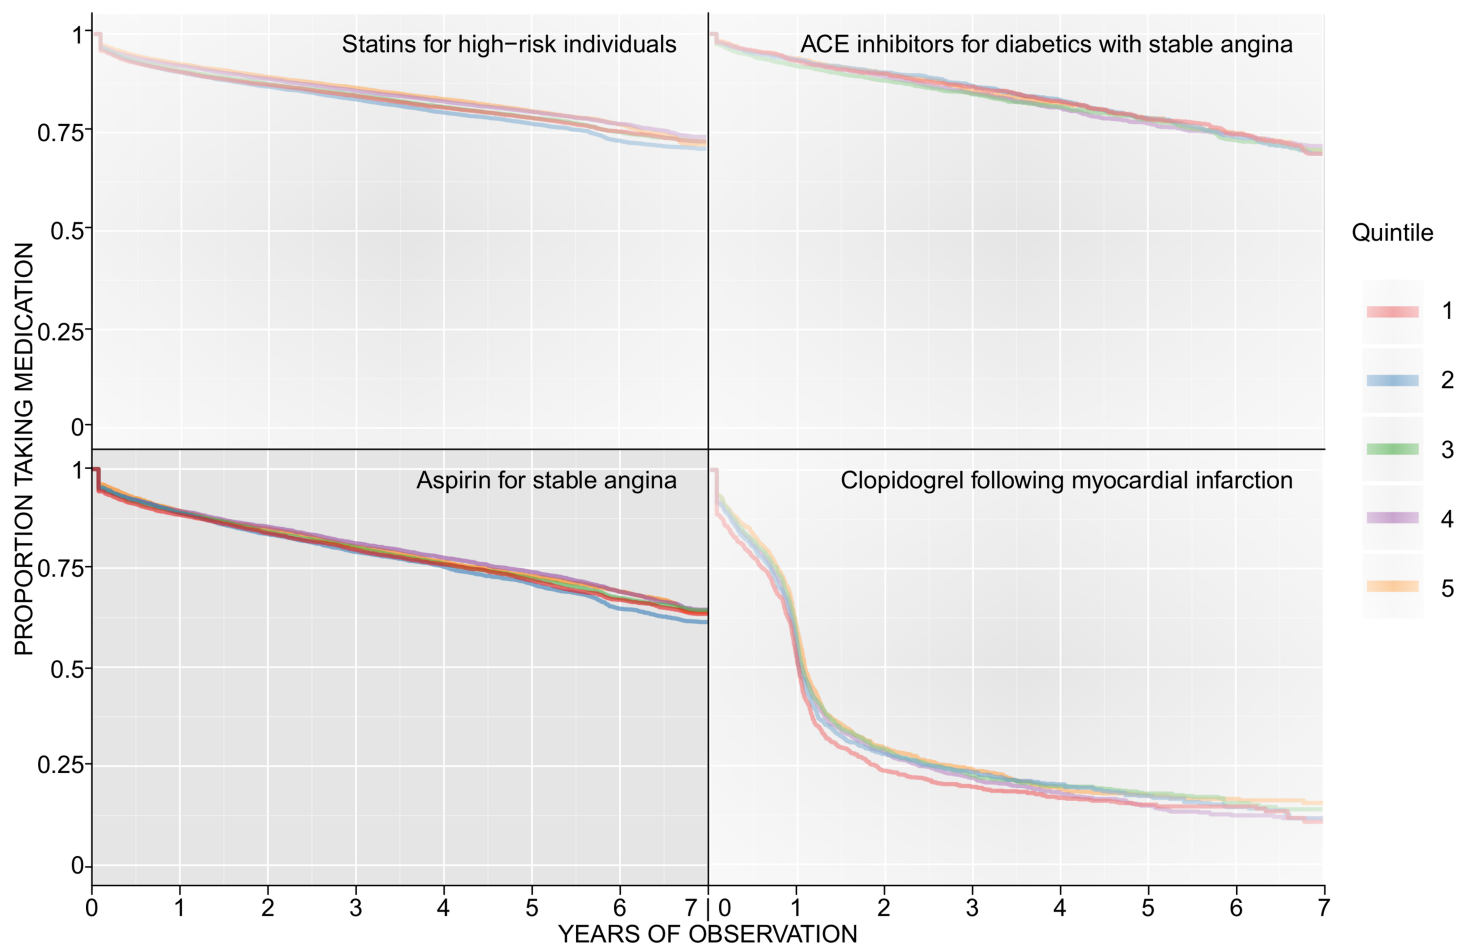 Statins for high−risk individuals
ACE inhibitors for diabetics with stable angina
1
0.75
0.5
0.25
0
Aspirin for stable angina
Clopidogrel following myocardial infarction
1
0.75
0.5
0.25
0
0 1 2 3 4 5 6 7 0 1 2 3 4 5 6 7
YEARS OF OBSERVATION
PROPORTION TAKING MEDICATION
Quintile
1
2
3
4
5